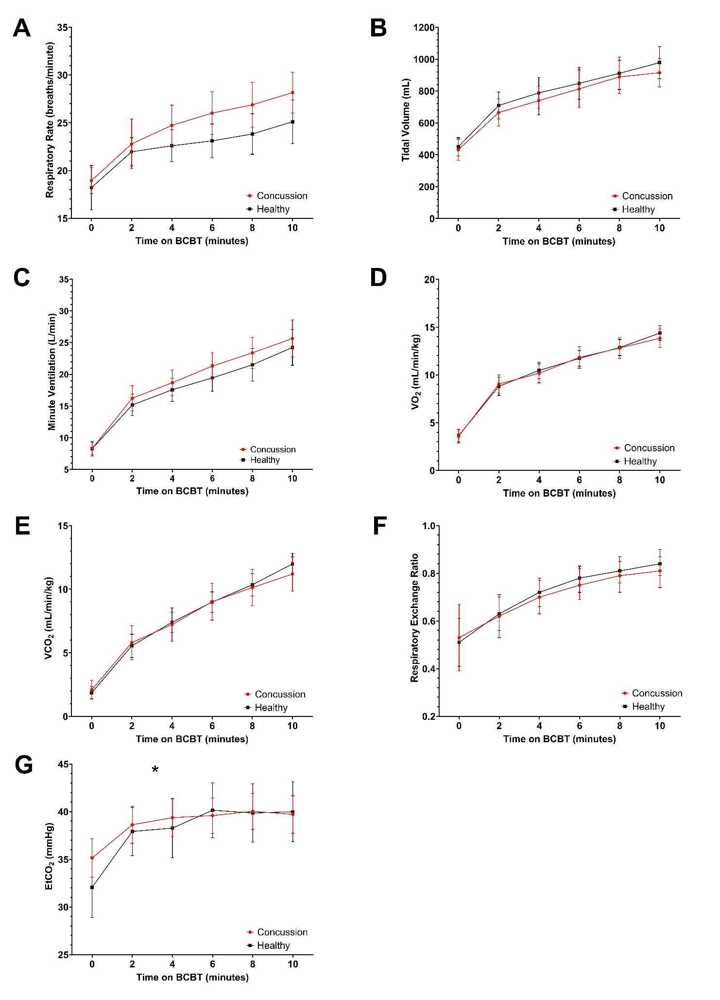 A
Respiratory Rate (breaths/minute)
35
30
25
20
15
0 2 4 6 8 10
Time on BCBT (minutes)
Concussion
Healthy
B
Tidal Volume (mL)
1200
1000
800
600
400
200
0
0 2 4 6 8 10
Time on BCBT (minutes)
Concussion
Healthy
C
Minute Ventilation (L/min)
35
30
25
20
15
10
5
0 2 4 6 8 10
Time on BCBT (minutes)
Concussion
Healthy
D
VO₂ (mL/min/kg)
20
15
10
5
0
0 2 4 6 8 10
Time on BCBT (minutes)
Concussion
Healthy
E
VCO₂ (mL/min/kg)
15
10
5
0
0 2 4 6 8 10
Time on BCBT (minutes)
Concussion
Healthy
F
Respiratory Exchange Ratio
1.0
0.8
0.6
0.4
0.2
0 2 4 6 8 10
Time on BCBT (minutes)
Concussion
Healthy
G
EtCO₂ (mmHg)
45
40
35
30
25
*
0 2 4 6 8 10
Time on BCBT (minutes)
Concussion
Healthy